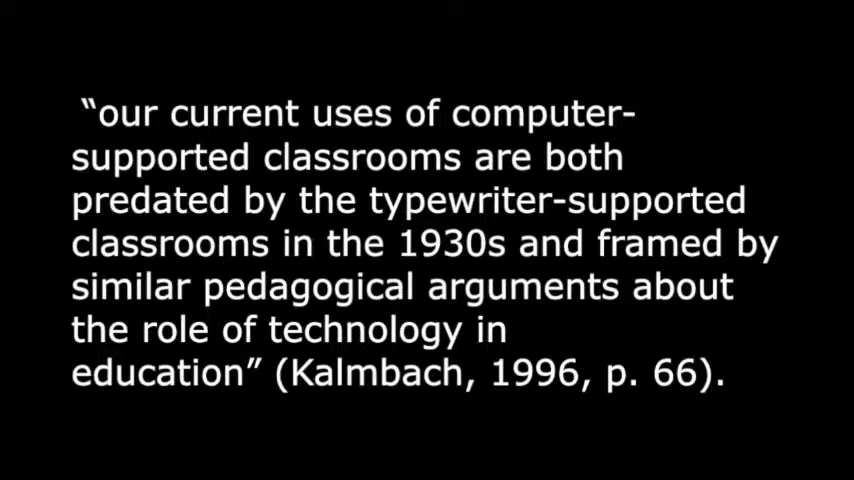 “our current uses of computer-
supported classrooms are both
predated by the typewriter-supported
classrooms in the 1930s and framed by
similar pedagogical arguments about
the role of technology in
education” (Kalmbach, 1996, p. 66).